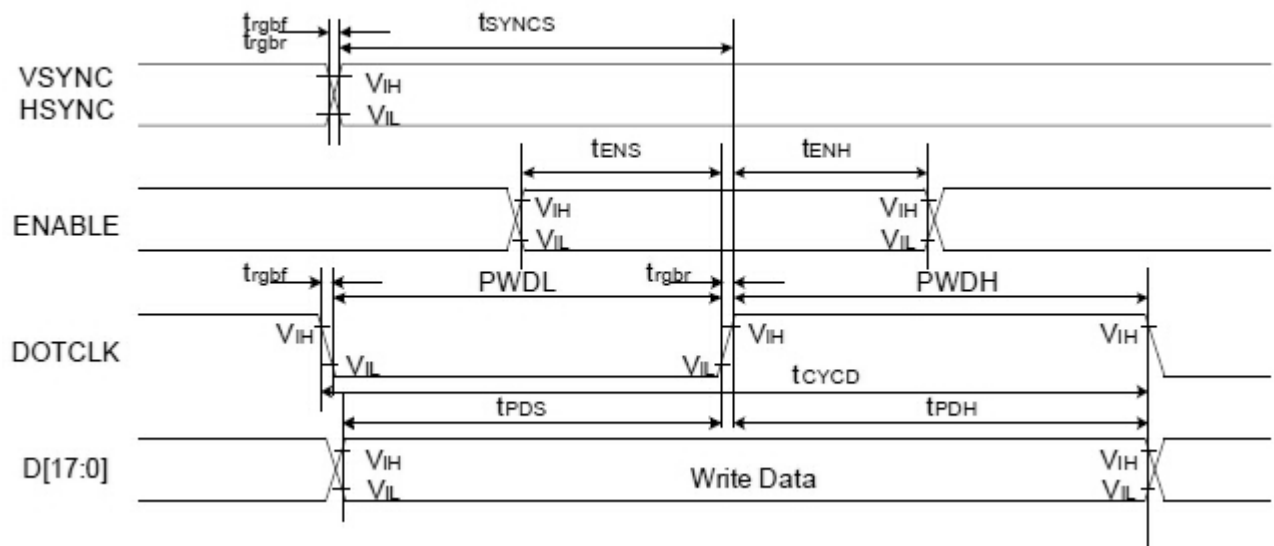 trgbf tSYNCS
trgbr
VSYNC VIH
HSYNC VIL
tENS tENH
ENABLE VIH VIH
VIL VIL
trgbf PWDL trgbr PWDH
DOTCLK VIH VIH VIH
VIL VIL
tCYCD
tPDS tPDH
D[17:0] VIH Write Data VIH
VIL VIL